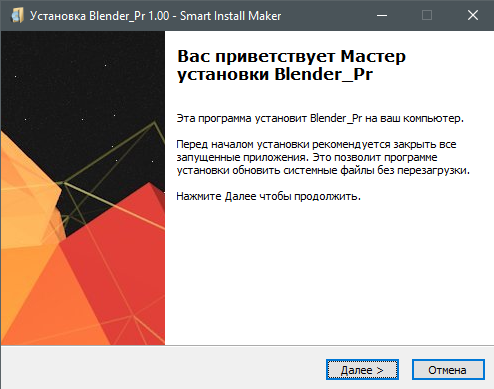 Установка Blender_Pr 1.00 - Smart Install Maker
Вас приветствует Мастер
установки Blender_Pr
Эта программа установит Blender_Pr на ваш компьютер.
Перед началом установки рекомендуется закрыть все
запущенные приложения. Это позволит программе
установки обновить системные файлы без перезагрузки.
Нажмите Далее чтобы продолжить.
Далее >
Отмена